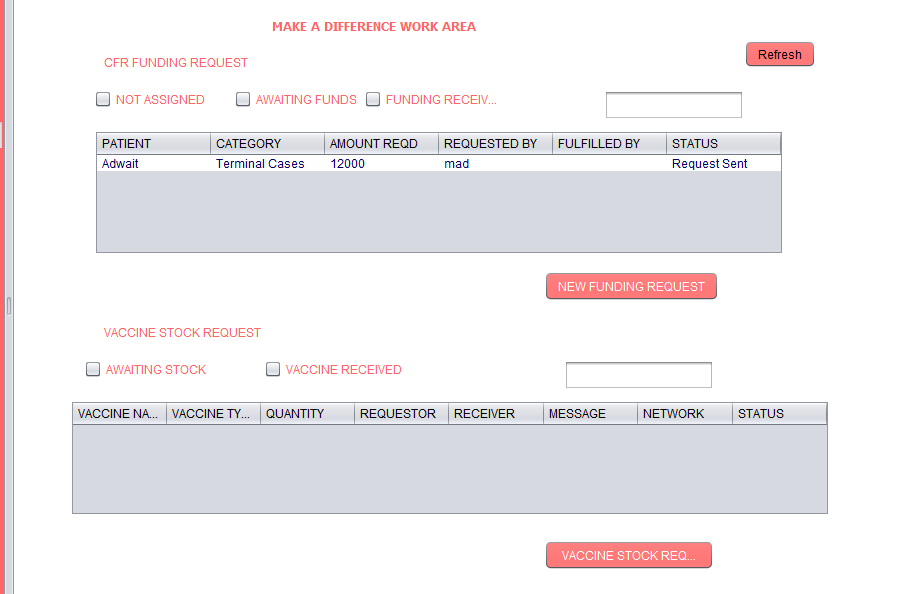 MAKE A DIFFERENCE WORK AREA
Refresh
CFR FUNDING REQUEST
NOT ASSIGNED AWAITING FUNDS FUNDING RECEIV...
PATIENT CATEGORY AMOUNT REQD REQUESTED BY FULFILLED BY STATUS
Adwait Terminal Cases 12000 mad Request Sent
NEW FUNDING REQUEST
VACCINE STOCK REQUEST
AWAITING STOCK VACCINE RECEIVED
VACCINE NA... VACCINE TY... QUANTITY REQUESTOR RECEIVER MESSAGE NETWORK STATUS
VACCINE STOCK REQ...